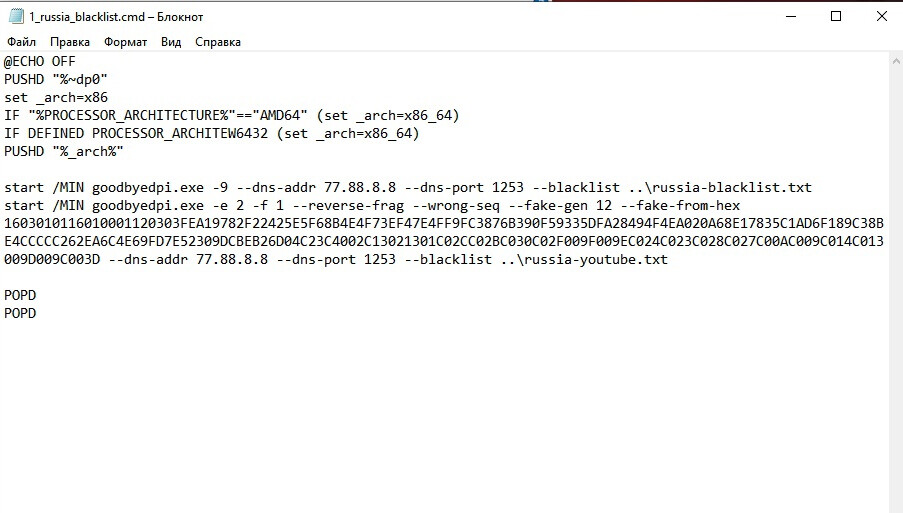 1_russia_blacklist.cmd – Блокнот
Файл Правка Формат Вид Справка
@ECHO OFF
PUSHD "%~dp0"
set _arch=x86
IF "%PROCESSOR_ARCHITECTURE%"=="AMD64" (set _arch=x86_64)
IF DEFINED PROCESSOR_ARCHITEW6432 (set _arch=x86_64)
PUSHD "%_arch%"
start /MIN goodbyedpi.exe -9 --dns-addr 77.88.8.8 --dns-port 1253 --blacklist ..\russia-blacklist.txt
start /MIN goodbyedpi.exe -e 2 -f 1 --reverse-frag --wrong-seq --fake-gen 12 --fake-from-hex
1603010116010001120303FEA19782F22425E5F68B4E4F73EF47E4FF9FC3876B390F59335DFA28494F4EA020A68E17835C1AD6F189C38B
E4CCCCC262EA6C4E69FD7E52309DCBEB26D04C23C4002C13021301C02CC02BC030C02F009F009EC024C023C028C027C00AC009C014C013
009D009C003D --dns-addr 77.88.8.8 --dns-port 1253 --blacklist ..\russia-youtube.txt
POPD
POPD